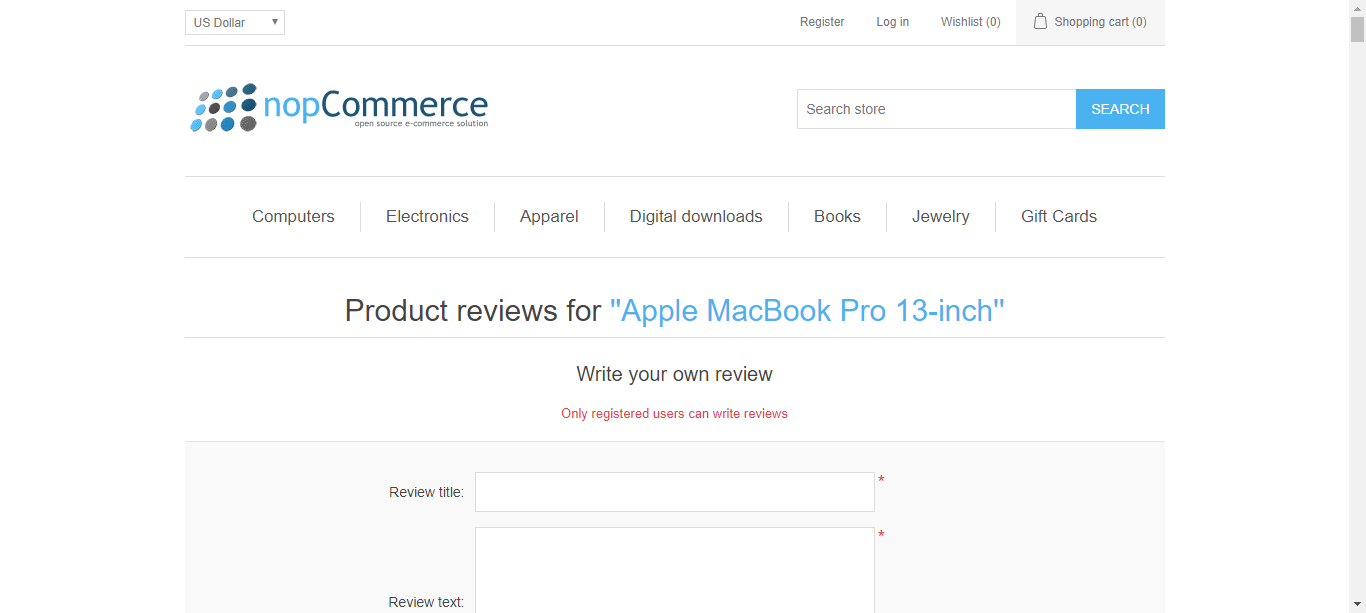 US Dollar
Register
Log in
Wishlist (0)
Shopping cart (0)
nopCommerce
open source e-commerce solution
Search store
SEARCH
Computers
Electronics
Apparel
Digital downloads
Books
Jewelry
Gift Cards
Product reviews for "Apple MacBook Pro 13-inch"
Write your own review
Only registered users can write reviews
Review title:
*
*
Review text: